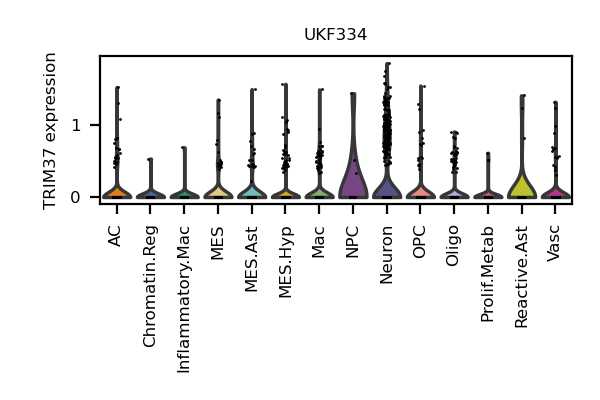 UKF334
TRIM37 expression
1
0
AC
Chromatin.Reg
Inflammatory.Mac
MES
MES.Ast
MES.Hyp
Mac
NPC
Neuron
OPC
Oligo
Prolif.Metab
Reactive.Ast
Vasc